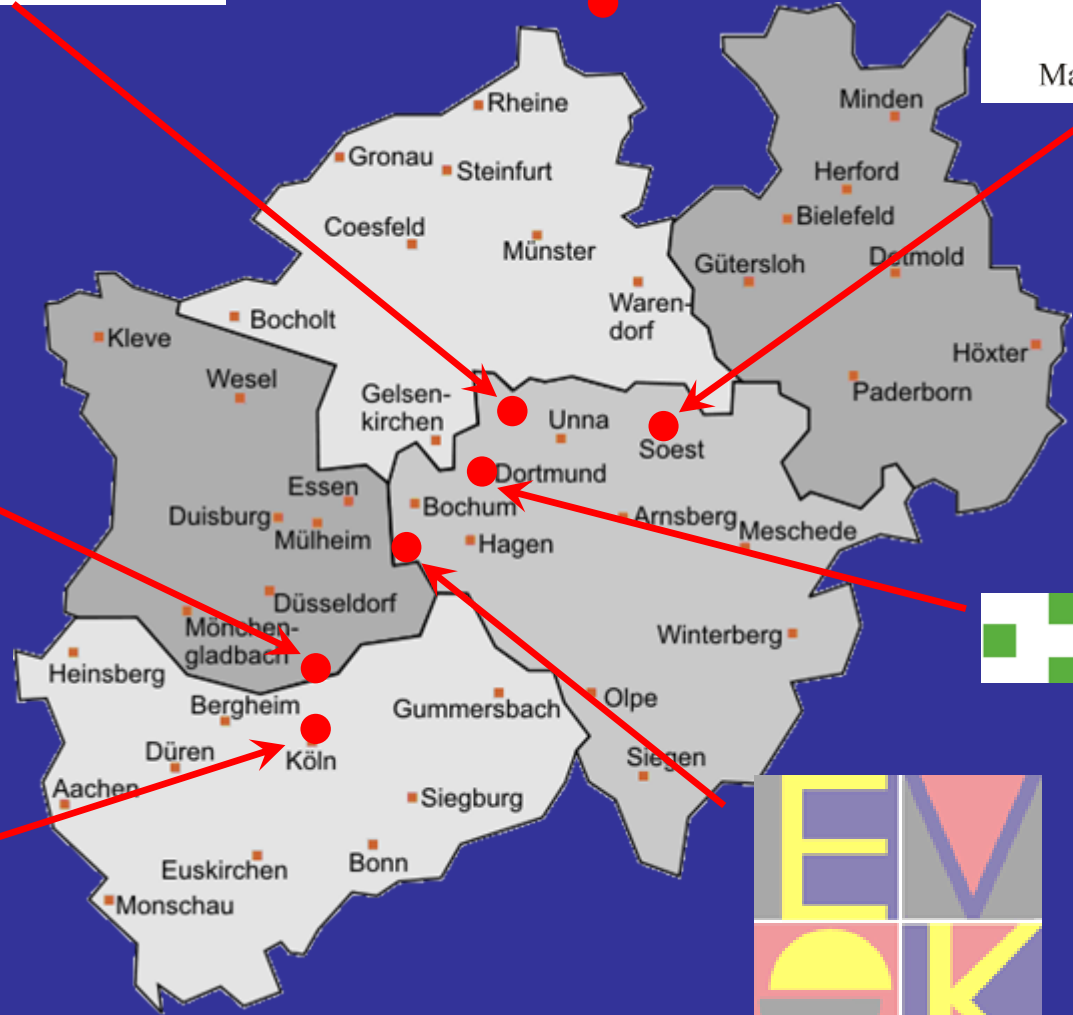 Ma
Minden
Rheine
Gronau
Steinfurt
Herford
Bielefeld
Coesfeld
Münster
Detmold
Gütersloh
Waren-
dorf
Bocholt
Kleve
Höxter
Wesel
Paderborn
Gelsen-
kirchen
Unna
Soest
Dortmund
Essen
Bochum
Duisburg
Arnsberg
Meschede
Mülheim
Hagen
Düsseldorf
Mönchen-
gladbach
Winterberg
Heinsberg
Bergheim
Gummersbach
Olpe
Düren
Köln
Siegen
Aachen
Siegburg
Euskirchen
Bonn
Monschau
E V
K